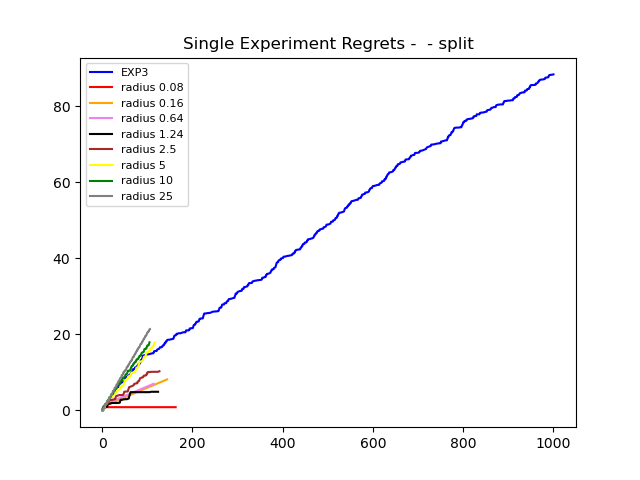 Single Experiment Regrets -  - split
EXP3
radius 0.08
radius 0.16
radius 0.64
radius 1.24
radius 2.5
radius 5
radius 10
radius 25
80
60
40
20
0
0 200 400 600 800 1000